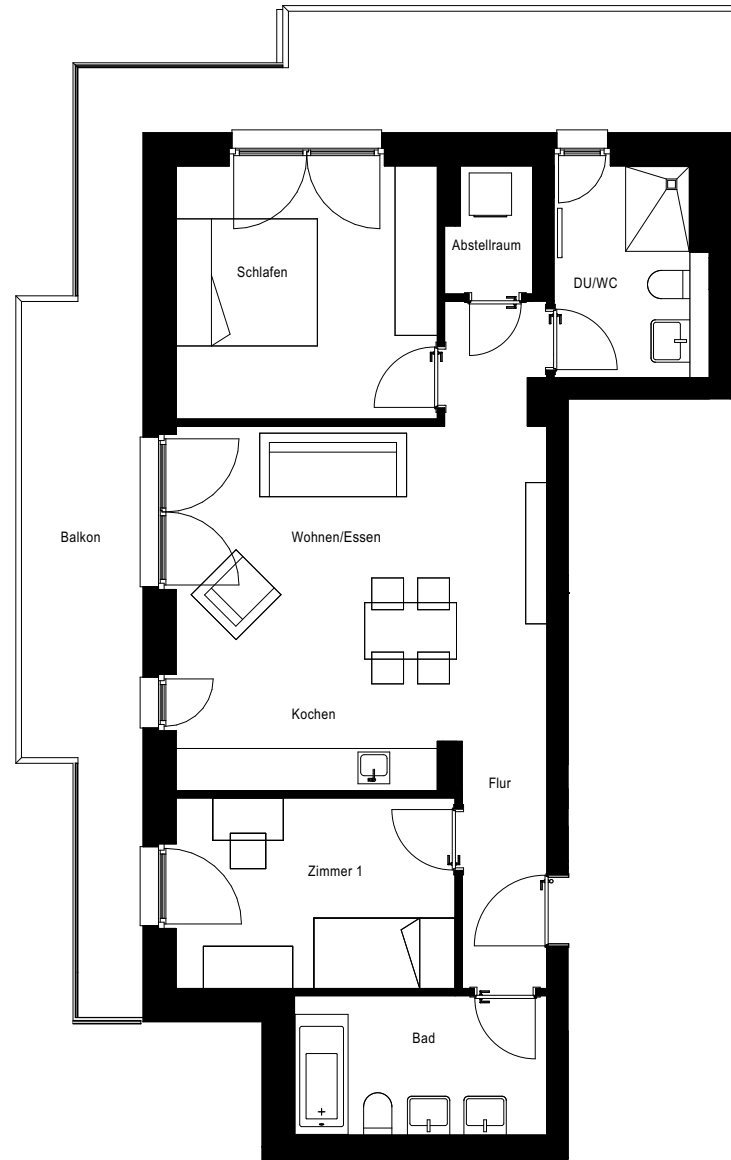 Abstellraum
Schlafen
DU/WC
Balkon
Wohnen/Essen
Kochen
Flur
Zimmer 1
Bad